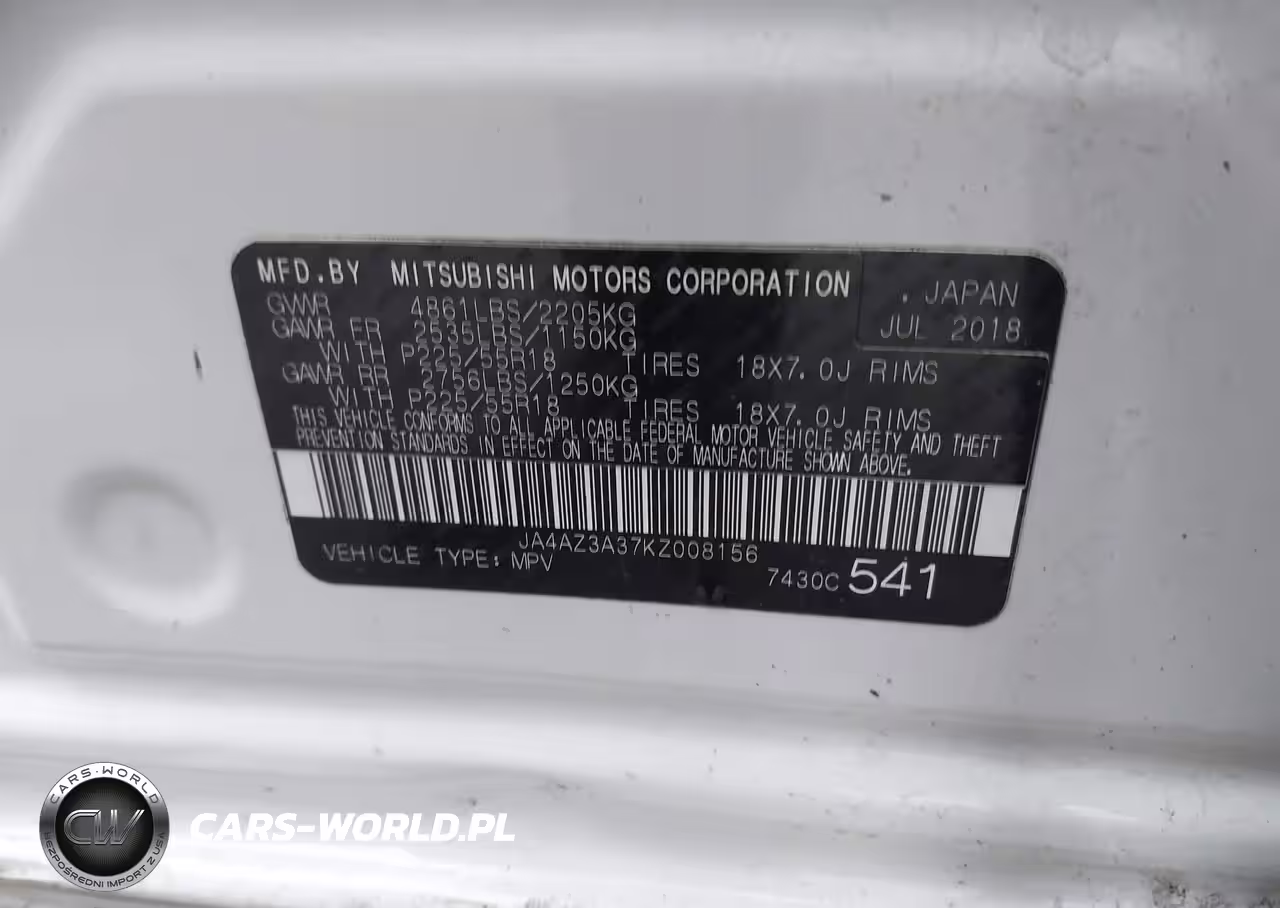 MFD.BY MITSUBISHI MOTORS CORPORATION
. JAPAN
JUL 2018
GVWR 4861LBS/2205KG
GAWR FR 2535LBS/1150KG
WITH P225/55R18 TIRES 18X7.0J RIMS
GAWR RR 2756LBS/1250KG
WITH P225/55R18 TIRES 18X7.0J RIMS
THIS VEHICLE CONFORMS TO ALL APPLICABLE FEDERAL MOTOR VEHICLE SAFETY AND THEFT
PREVENTION STANDARDS IN EFFECT ON THE DATE OF MANUFACTURE SHOWN ABOVE.
JA4AZ3A37KZ008156
VEHICLE TYPE: MPV
7430C 541
CARS-WORLD
CW
BEZPOŚREDNI IMPORT Z USA
CARS-WORLD.PL